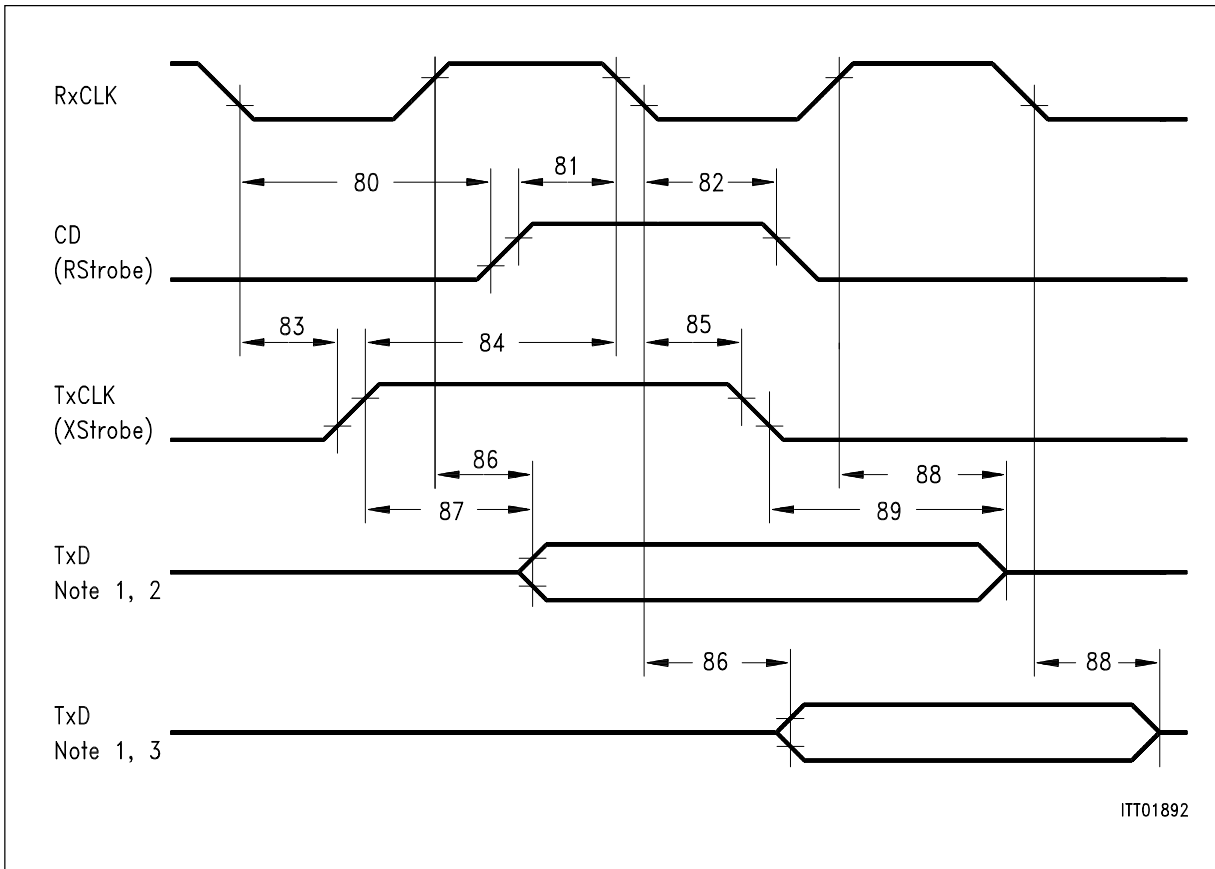 RxCLK
80
81
82
CD
(RStrobe)
83
84
85
TxCLK
(XStrobe)
86
88
87
89
TxD
Note 1, 2
86
88
TxD
Note 1, 3
ITT01892